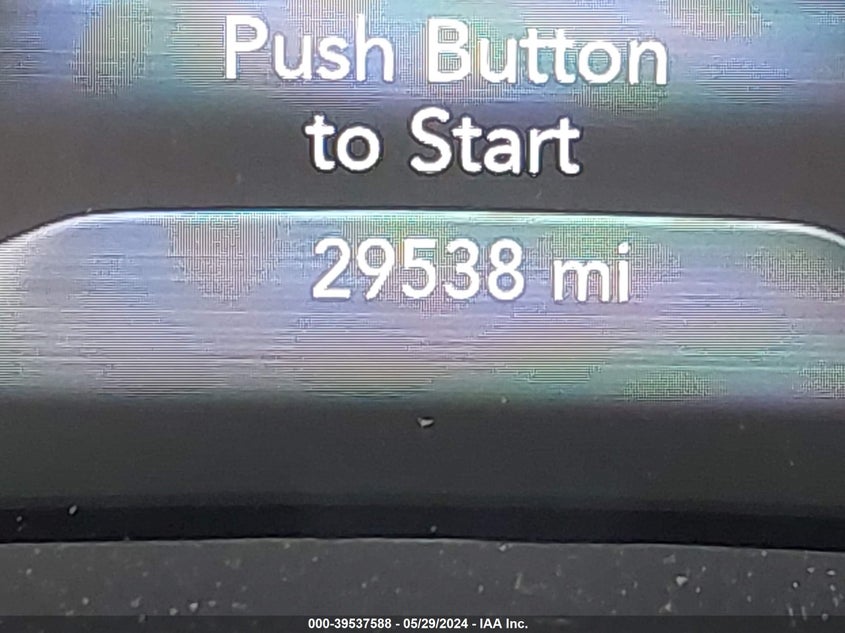 Push Button
to Start
29538 mi
000-39537588 - 05/29/2024 - IAA Inc.